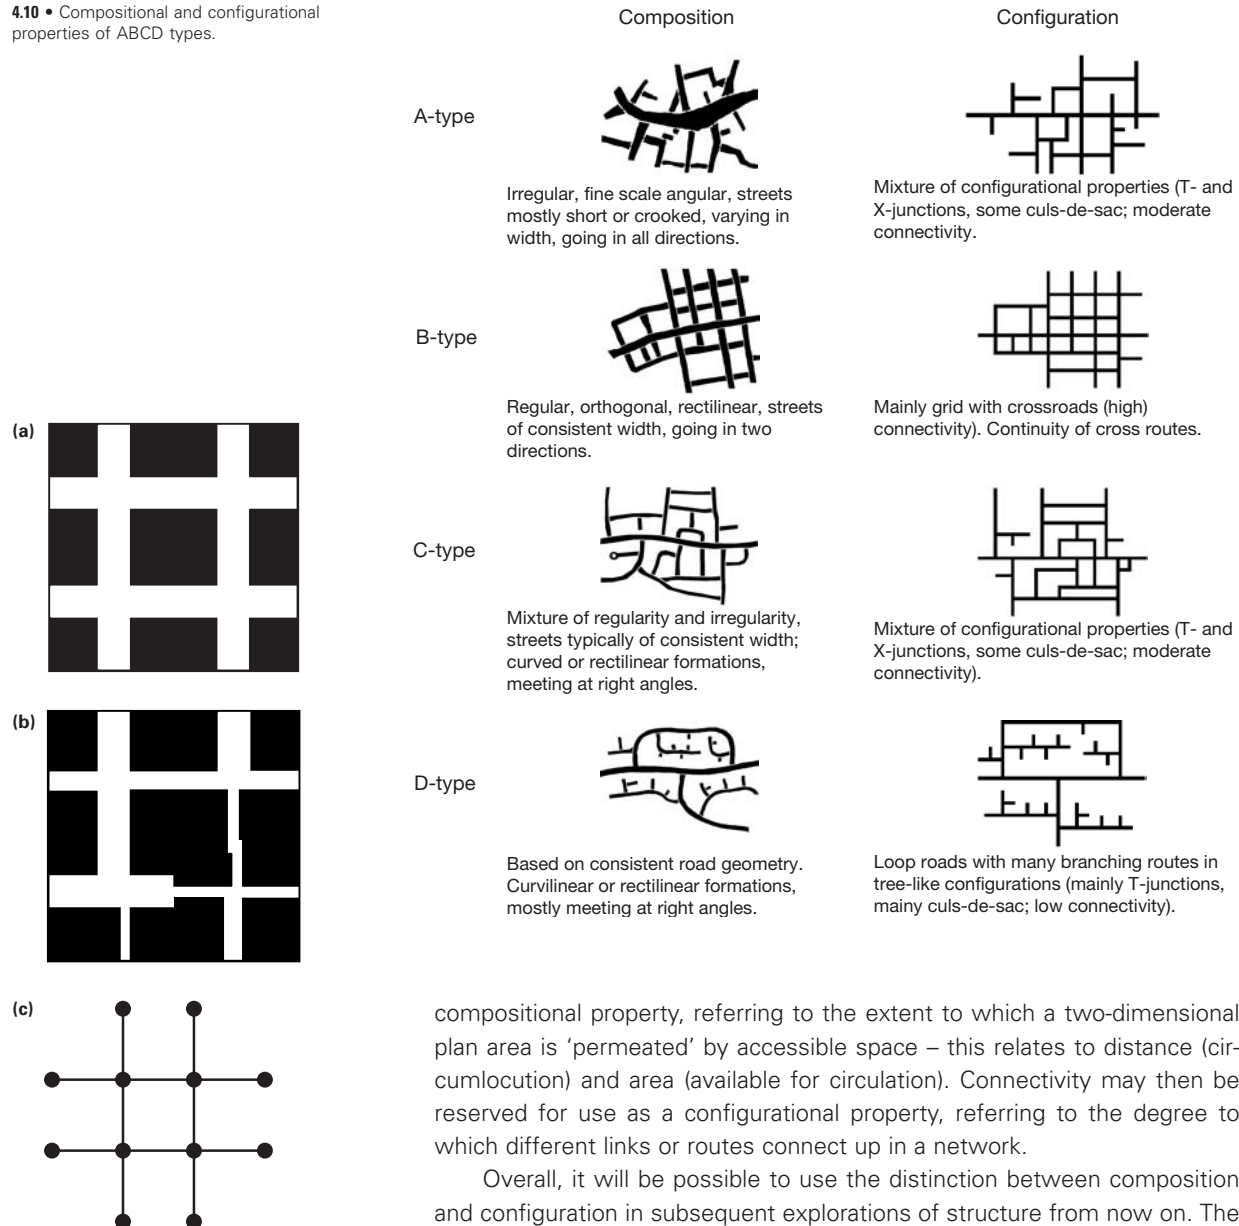 4.10 • Compositional and configurational
properties of ABCD types.
Composition
Configuration
A-type
Irregular, fine scale angular, streets
mostly short or crooked, varying in
width, going in all directions.
Mixture of configurational properties (T- and
X-junctions, some culs-de-sac; moderate
connectivity.
B-type
Regular, orthogonal, rectilinear, streets
of consistent width, going in two
directions.
Mainly grid with crossroads (high)
connectivity). Continuity of cross routes.
C-type
Mixture of regularity and irregularity,
streets typically of consistent width;
curved or rectilinear formations,
meeting at right angles.
Mixture of configurational properties (T- and
X-junctions, some culs-de-sac; moderate
connectivity).
D-type
Based on consistent road geometry.
Curvilinear or rectilinear formations,
mostly meeting at right angles.
Loop roads with many branching routes in
tree-like configurations (mainly T-junctions,
mainy culs-de-sac; low connectivity).
(a)
(b)
(c)
compositional property, referring to the extent to which a two-dimensional
plan area is ‘permeated’ by accessible space – this relates to distance (cir-
cumlocution) and area (available for circulation). Connectivity may then be
reserved for use as a configurational property, referring to the degree to
which different links or routes connect up in a network.
Overall, it will be possible to use the distinction between composition
and configuration in subsequent explorations of structure from now on. The